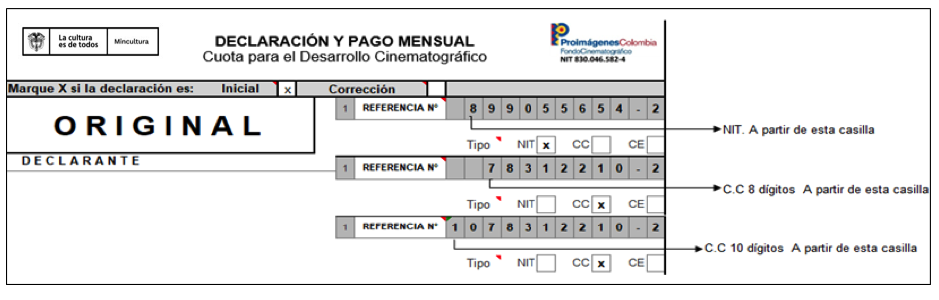 La cultura
es de todos
Mincultura
DECLARACIÓN Y PAGO MENSUAL
Cuota para el Desarrollo Cinematográfico
ProimágenesColombia
FondoCinematográfico
NIT 830.046.582-4
Marque X si la declaración es: Inicial x Corrección
1 REFERENCIA Nº 8 9 9 0 5 5 6 5 4 - 2
ORIGINAL
NIT. A partir de esta casilla
Tipo NIT x CC CE
DECLARANTE
1 REFERENCIA Nº 7 8 3 1 2 2 1 0 - 2
C.C 8 dígitos A partir de esta casilla
Tipo NIT CC x CE
1 REFERENCIA Nº 1 0 7 8 3 1 2 2 1 0 - 2
C.C 10 dígitos A partir de esta casilla
Tipo NIT CC x CE